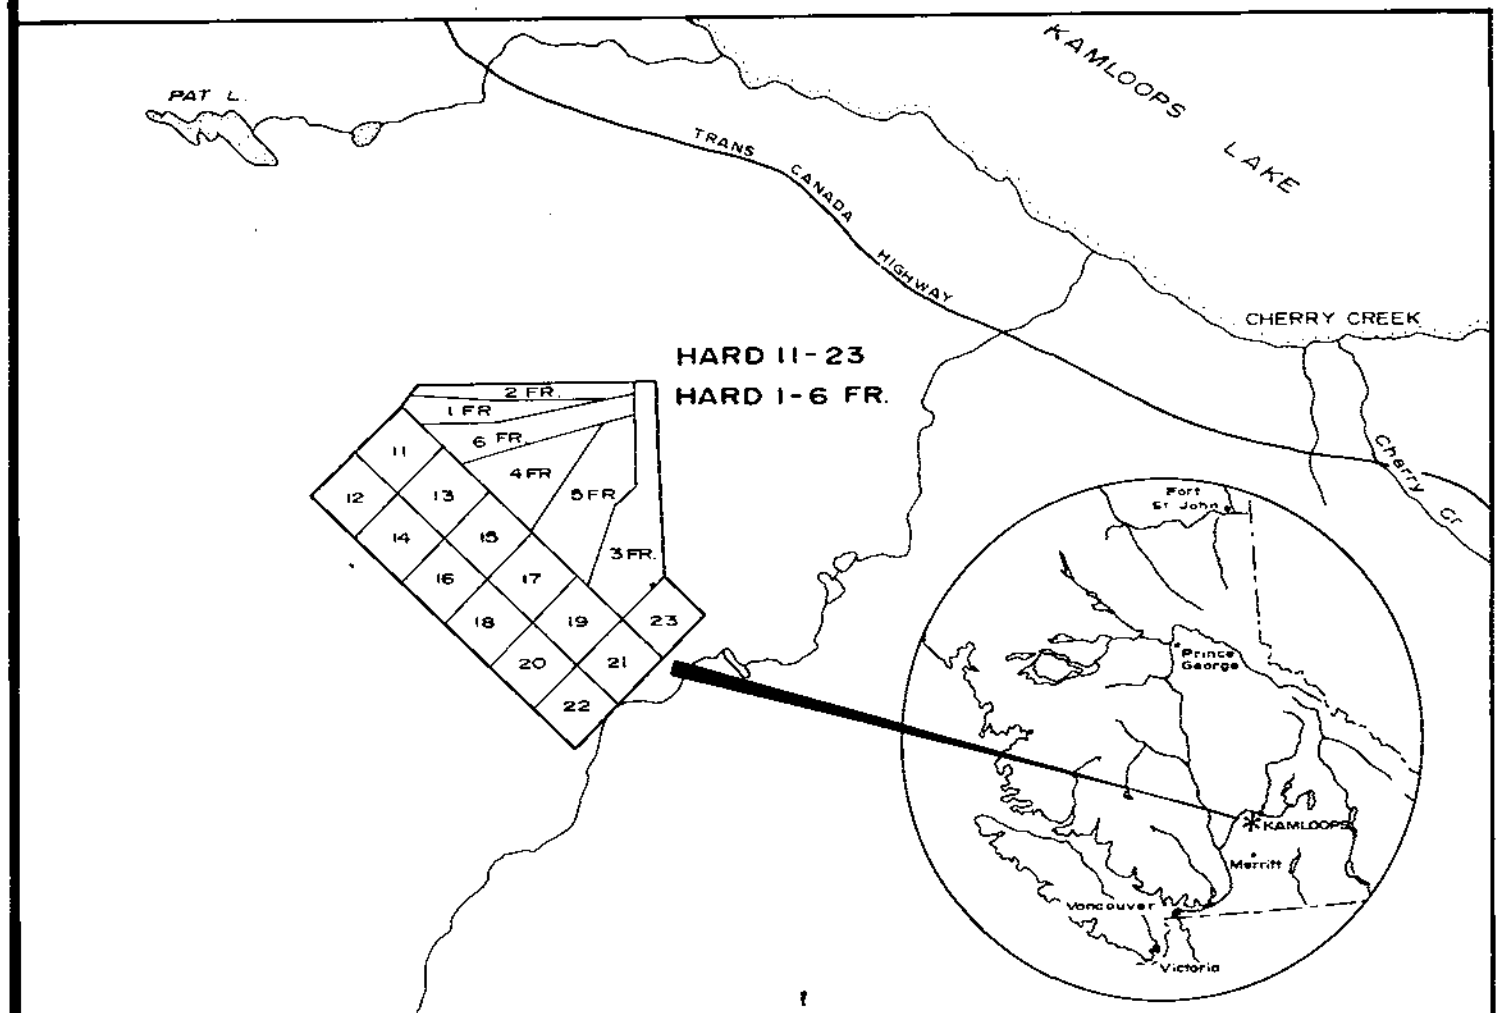 KAMLOOPS LAKE
PAT L.
TRANS CANADA HIGHWAY
CHERRY CREEK
HARD 11-23
HARD 1-6 FR.
2 FR.
1 FR
6 FR.
4 FR
5 FR
3 FR.
11
12
13
14
15
16
17
18
19
20
21
22
23
Cherry Cr
Fort
St John
Prince
George
KAMLOOPS
Merritt
Vancouver
Victoria